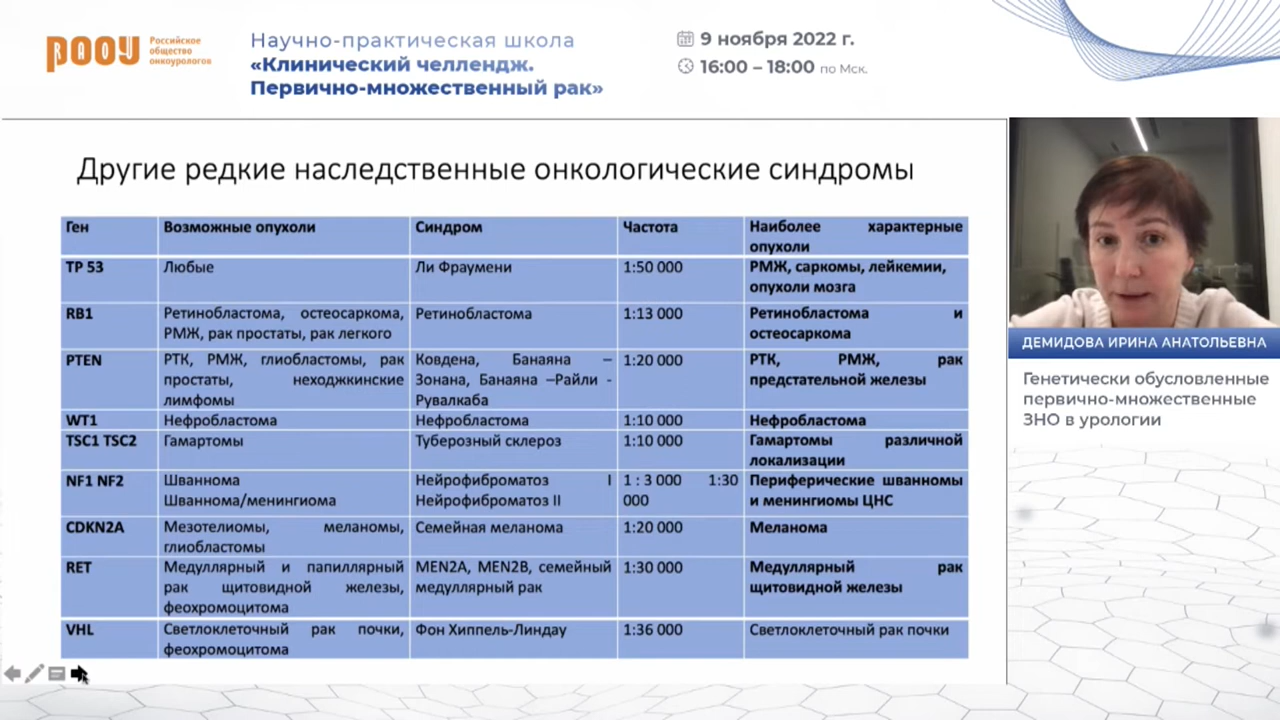 РАОУ
Российское
общество
онкоурологов
Научно-практическая школа
«Клинический челлендж.
Первично-множественный рак»
9 ноября 2022 г.
16:00 – 18:00 по Мск.
Другие редкие наследственные онкологические синдромы
Ген Возможные опухоли Синдром Частота Наиболее характерные
опухоли
TP 53 Любые Ли Фраумени 1:50 000 РМЖ, саркомы, лейкемии,
опухоли мозга
RB1 Ретинобластома, остеосаркома, Ретинобластома 1:13 000 Ретинобластома и
РМЖ, рак простаты, рак легкого остеосаркома
PTEN РТК, РМЖ, глиобластомы, рак Ковдена, Банаяна – 1:20 000 РТК, РМЖ, рак
простаты, неходжкинские Зонана, Банаяна –Райли - предстательной железы
лимфомы Рувалкаба
WT1 Нефробластома Нефробластома 1:10 000 Нефробластома
TSC1 TSC2 Гамартомы Туберозный склероз 1:10 000 Гамартомы различной
локализации
NF1 NF2 Шваннома Нейрофиброматоз I 1 : 3 000 1:30 Периферические шванномы
Шваннома/менингиома Нейрофиброматоз II 000 и менингиомы ЦНС
CDKN2A Мезотелиомы, меланомы, Семейная меланома 1:20 000 Меланома
глиобластомы
RET Медуллярный и папиллярный MEN2A, MEN2B, семейный 1:30 000 Медуллярный рак
рак щитовидной железы, медуллярный рак щитовидной железы
феохромоцитома
VHL Светлоклеточный рак почки, Фон Хиппель-Линдау 1:36 000 Светлоклеточный рак почки
феохромоцитома
ДЕМИДОВА ИРИНА АНАТОЛЬЕВНА
Генетически обусловленные
первично-множественные
ЗНО в урологии